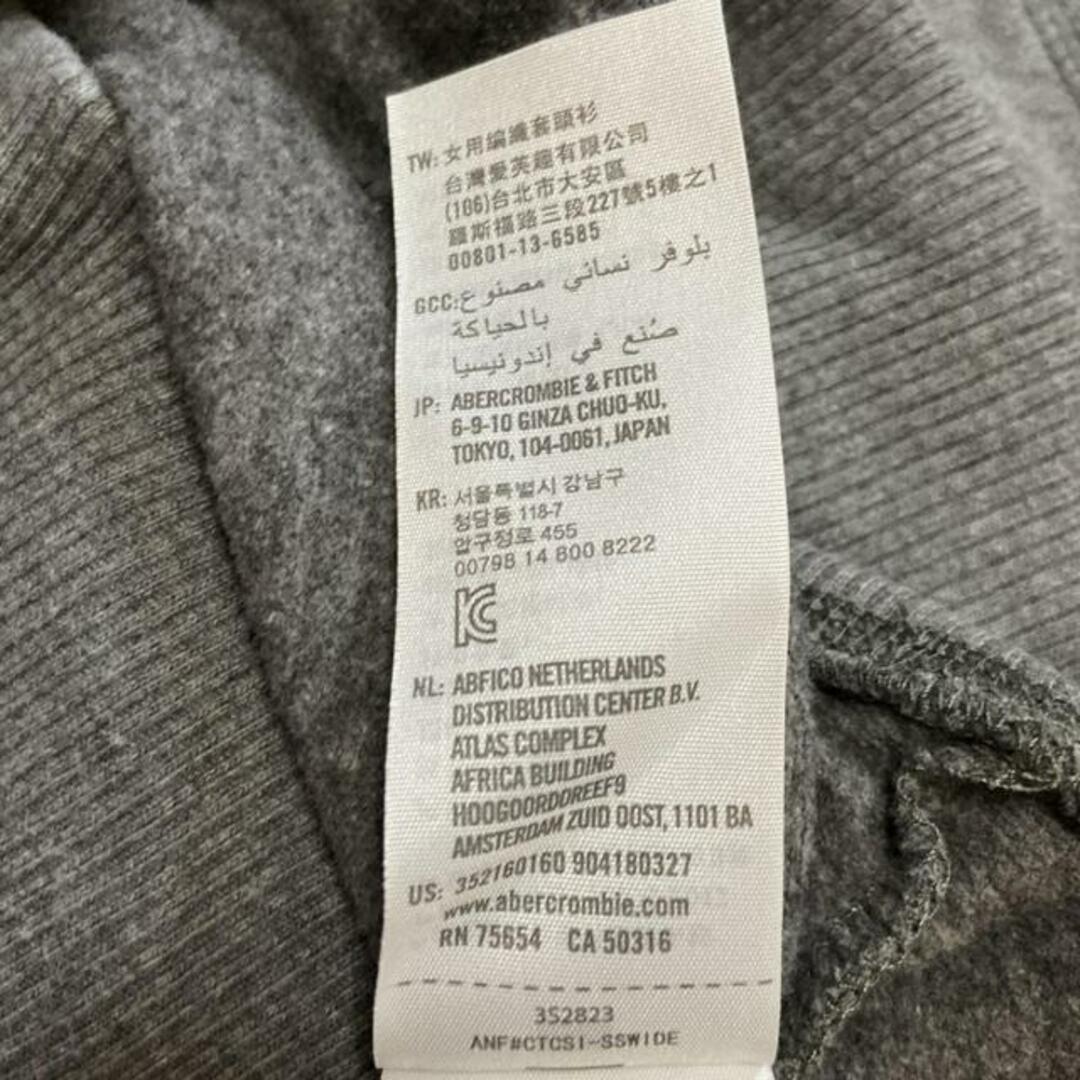 TW: 女用編織套頭衫
台灣愛芙趣有限公司
(106)台北市大安區
羅斯福路三段227號5樓之1
00801-13-6585
GCC: بلوفر نسائي مصنوع
بالحياكة
صُنع في إندونيسيا
JP: ABERCROMBIE & FITCH
6-9-10 GINZA CHUO-KU,
TOKYO, 104-0061, JAPAN
KR: 서울특별시 강남구
청담동 118-7
압구정로 455
00798 14 800 8222
KC
NL: ABFICO NETHERLANDS
DISTRIBUTION CENTER B.V.
ATLAS COMPLEX
AFRICA BUILDING
HOOGOORDDREEF9
AMSTERDAM ZUID OOST, 1101 BA
US: 352160160 904180327
www.abercrombie.com
RN 75654 CA 50316
352823
ANF#CTCSI-SSWIDE